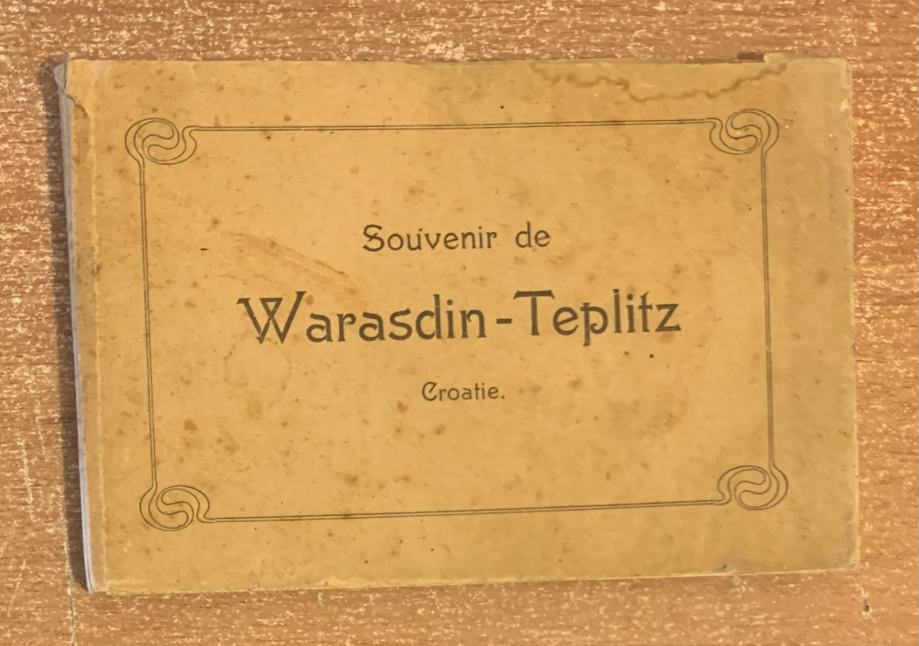 Souvenir de
Warasdin-Teplitz
Croatie.